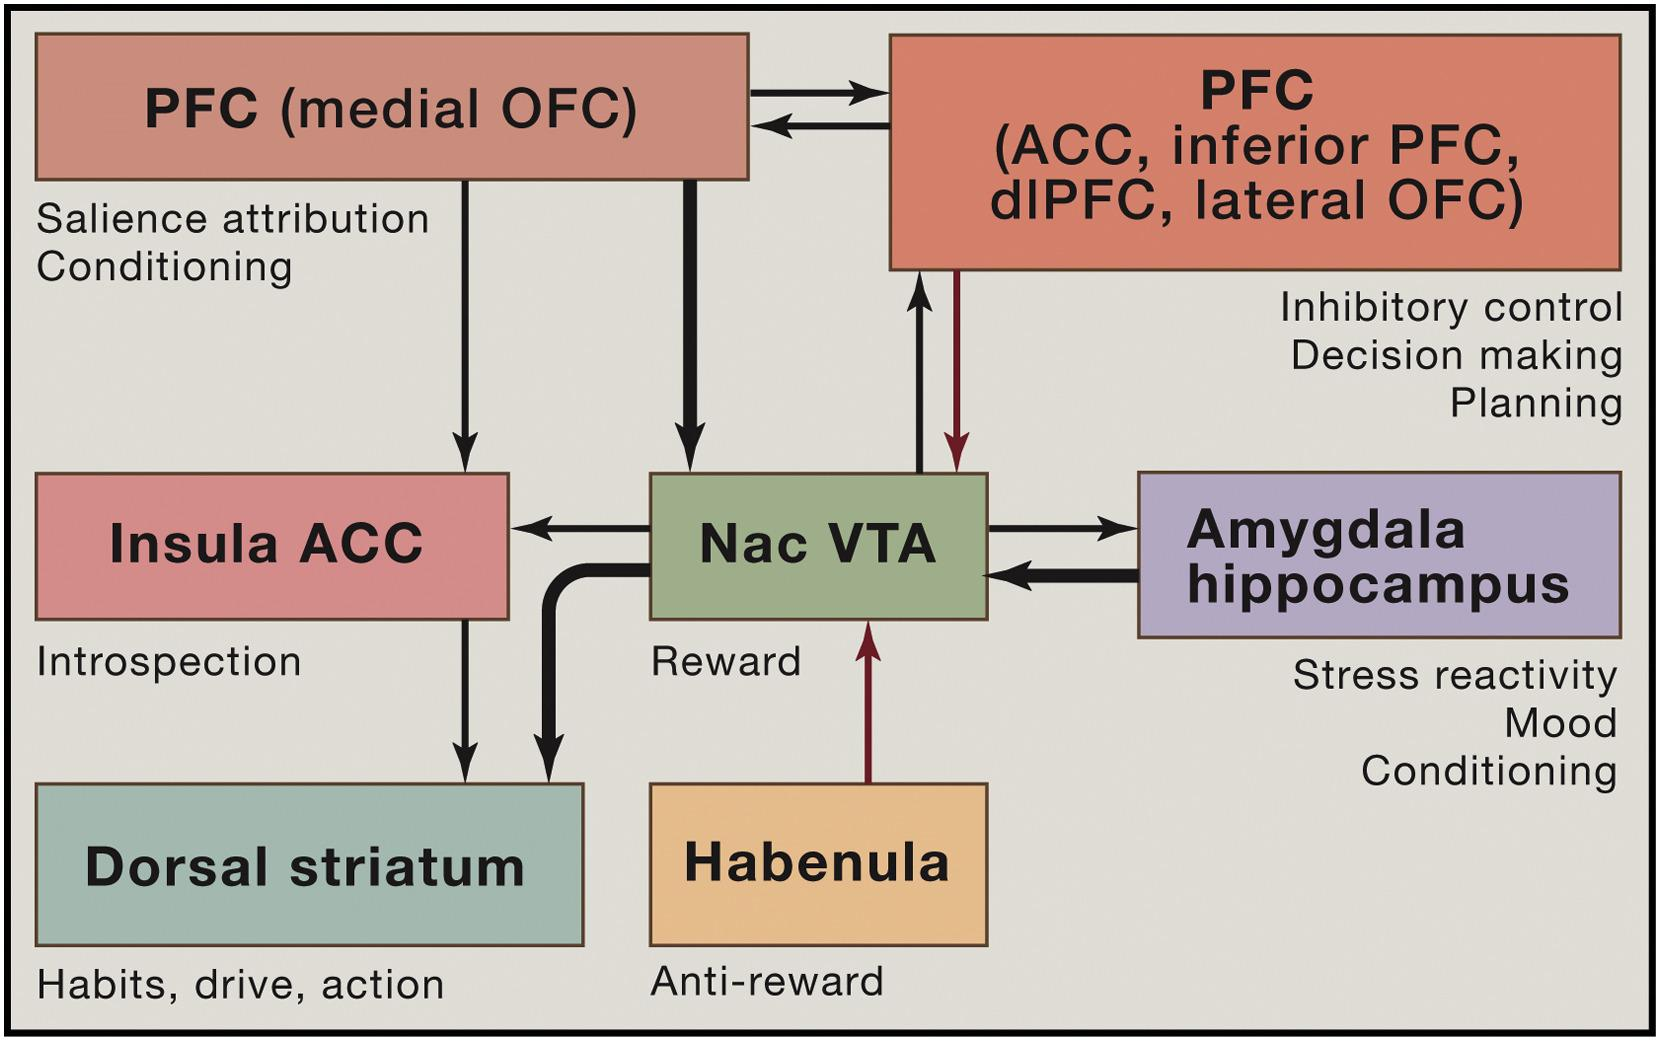 PFC (medial OFC)
PFC
(ACC, inferior PFC,
dlPFC, lateral OFC)
Salience attribution
Conditioning
Inhibitory control
Decision making
Planning
Insula ACC
Nac VTA
Amygdala
hippocampus
Introspection
Reward
Stress reactivity
Mood
Conditioning
Dorsal striatum
Habenula
Habits, drive, action
Anti-reward